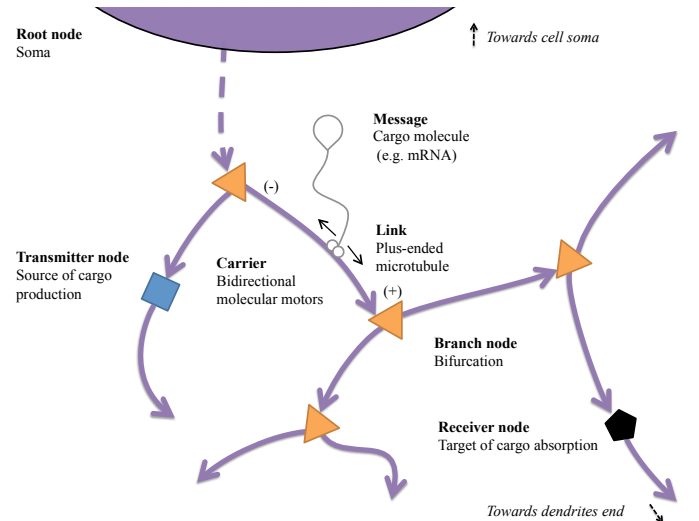 Root node
Soma
Towards cell soma
Message
Cargo molecule
(e.g. mRNA)
(-)
Transmitter node
Source of cargo
production
Carrier
Bidirectional
molecular motors
Link
Plus-ended
microtubule
(+)
Branch node
Bifurcation
Receiver node
Target of cargo absorption
Towards dendrites end